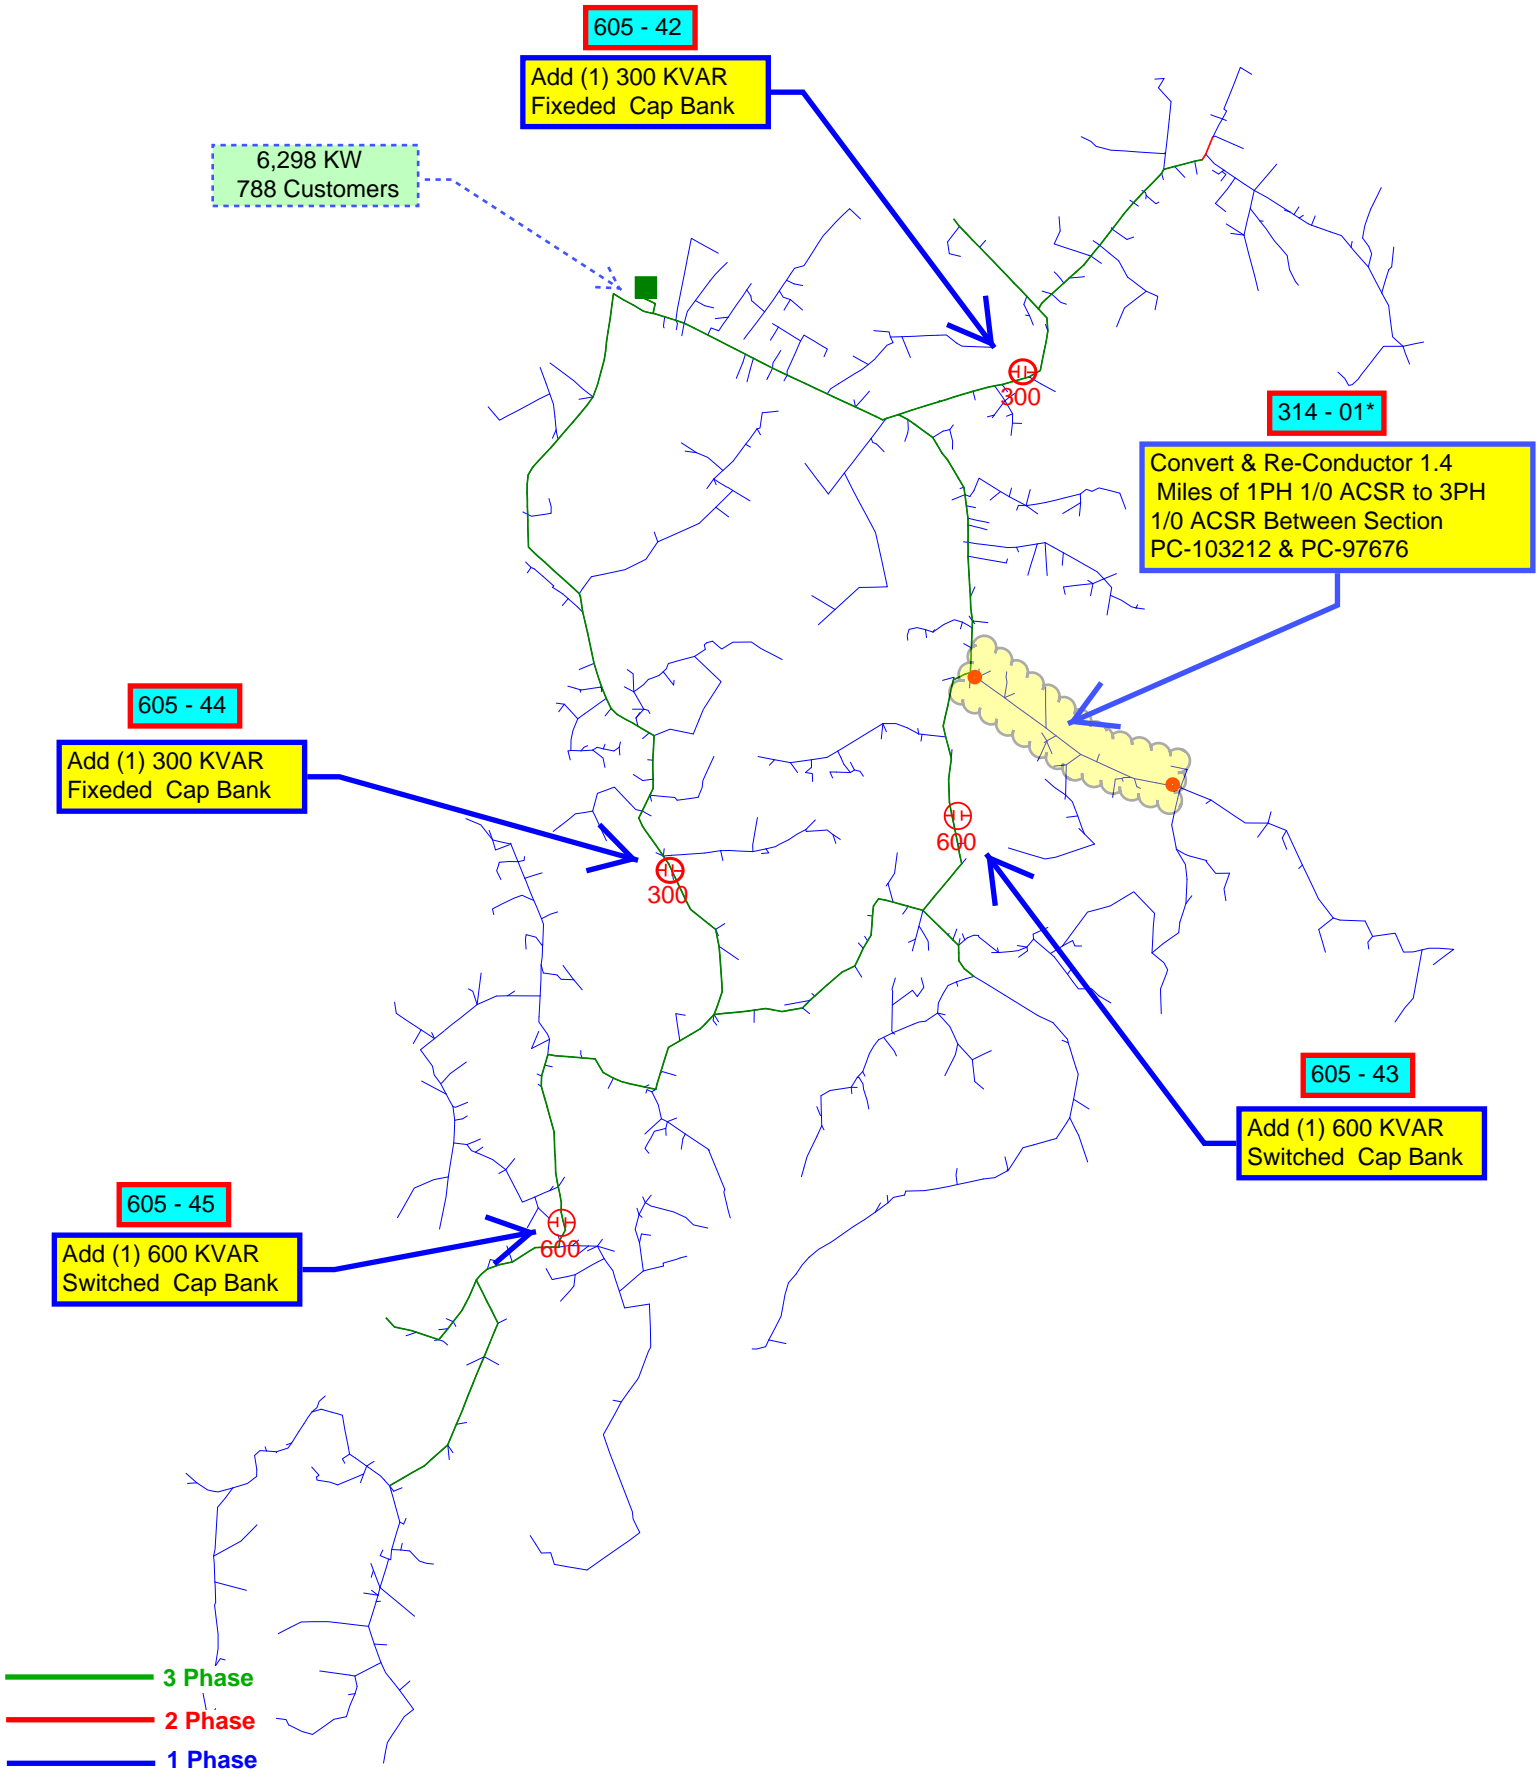 605 - 42
Add (1) 300 KVAR
Fixeded  Cap Bank
6,298 KW
788 Customers
300
314 - 01*
Convert & Re-Conductor 1.4
Miles of 1PH 1/0 ACSR to 3PH
1/0 ACSR Between Section
PC-103212 & PC-97676
605 - 44
Add (1) 300 KVAR
Fixeded  Cap Bank
600
300
605 - 43
Add (1) 600 KVAR
Switched  Cap Bank
605 - 45
Add (1) 600 KVAR
Switched  Cap Bank
600
3 Phase
2 Phase
1 Phase